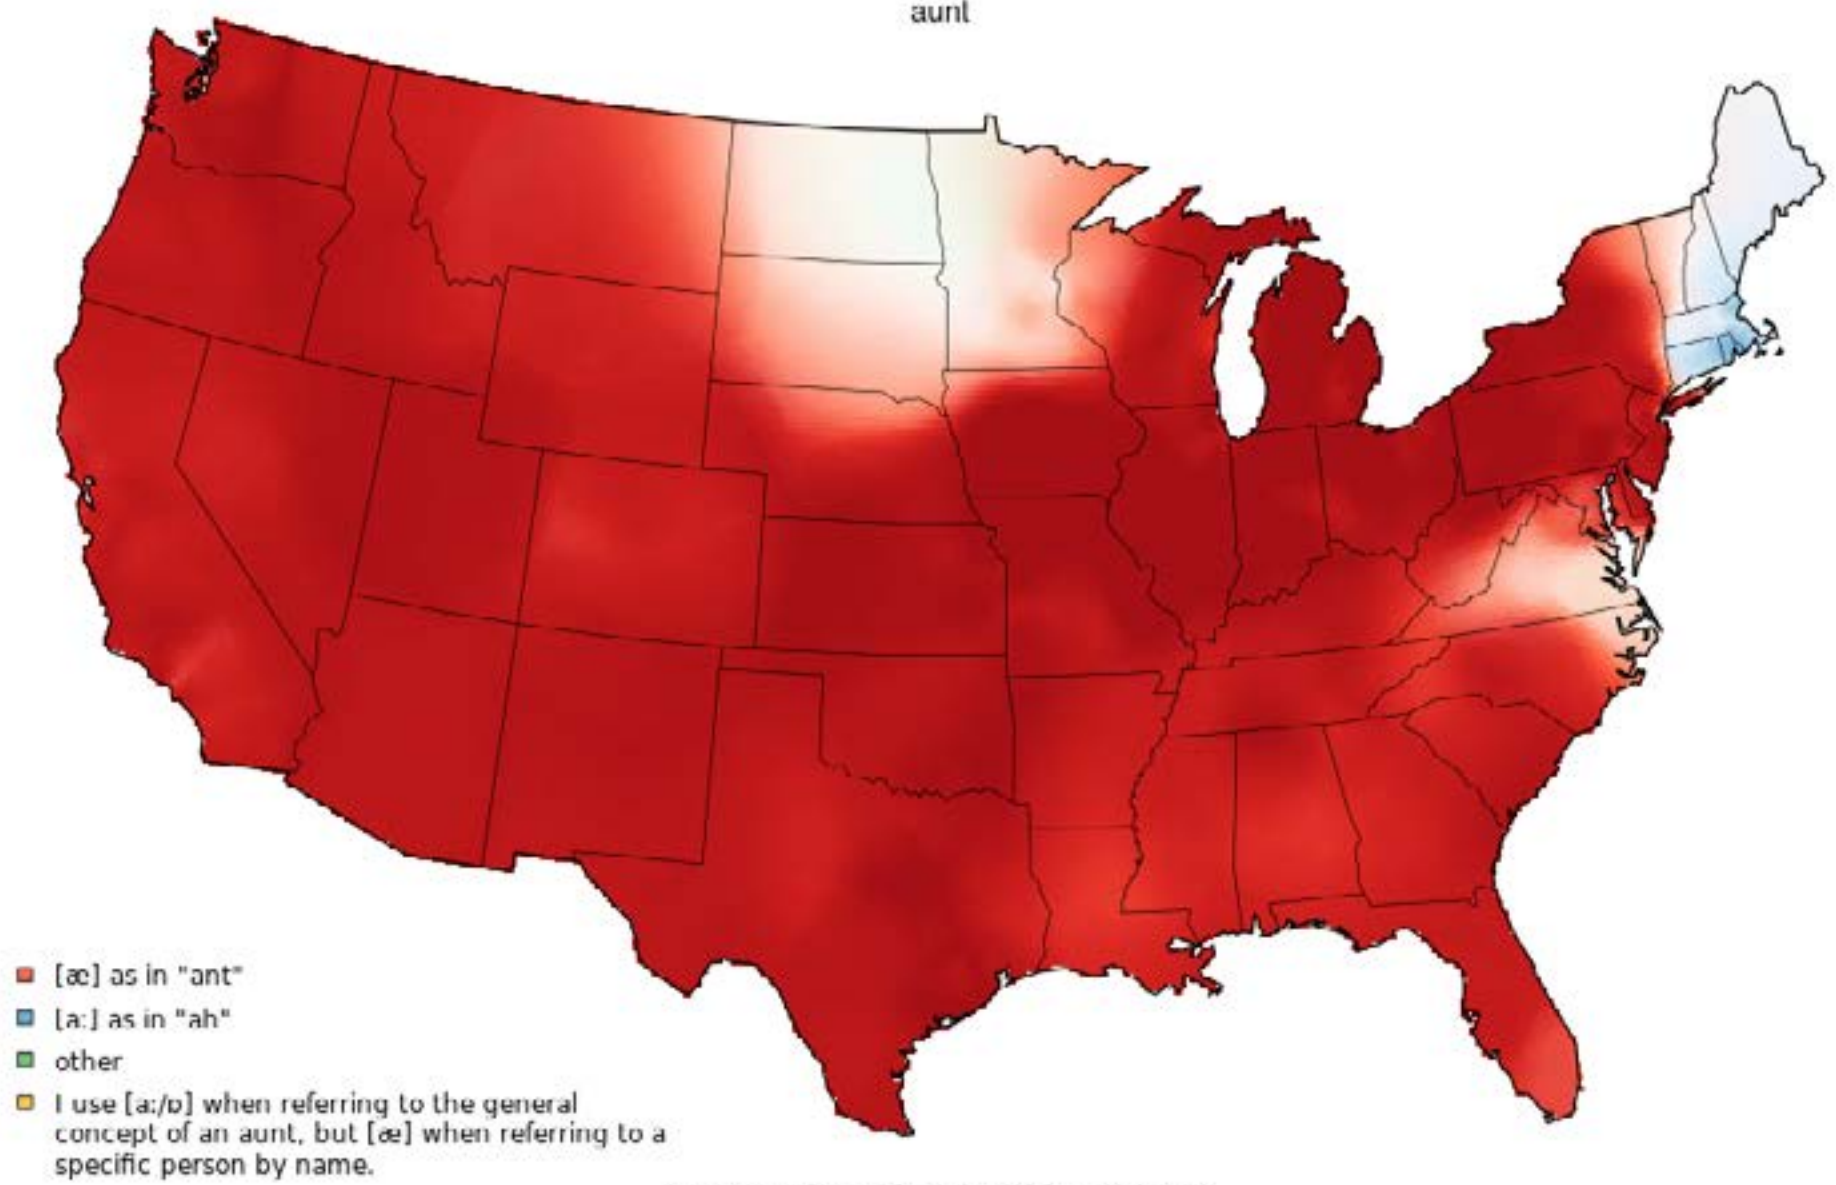 aunt
[æ] as in "ant"
[a:] as in "ah"
other
I use [a:/ɒ] when referring to the general
concept of an aunt, but [æ] when referring to a
specific person by name.